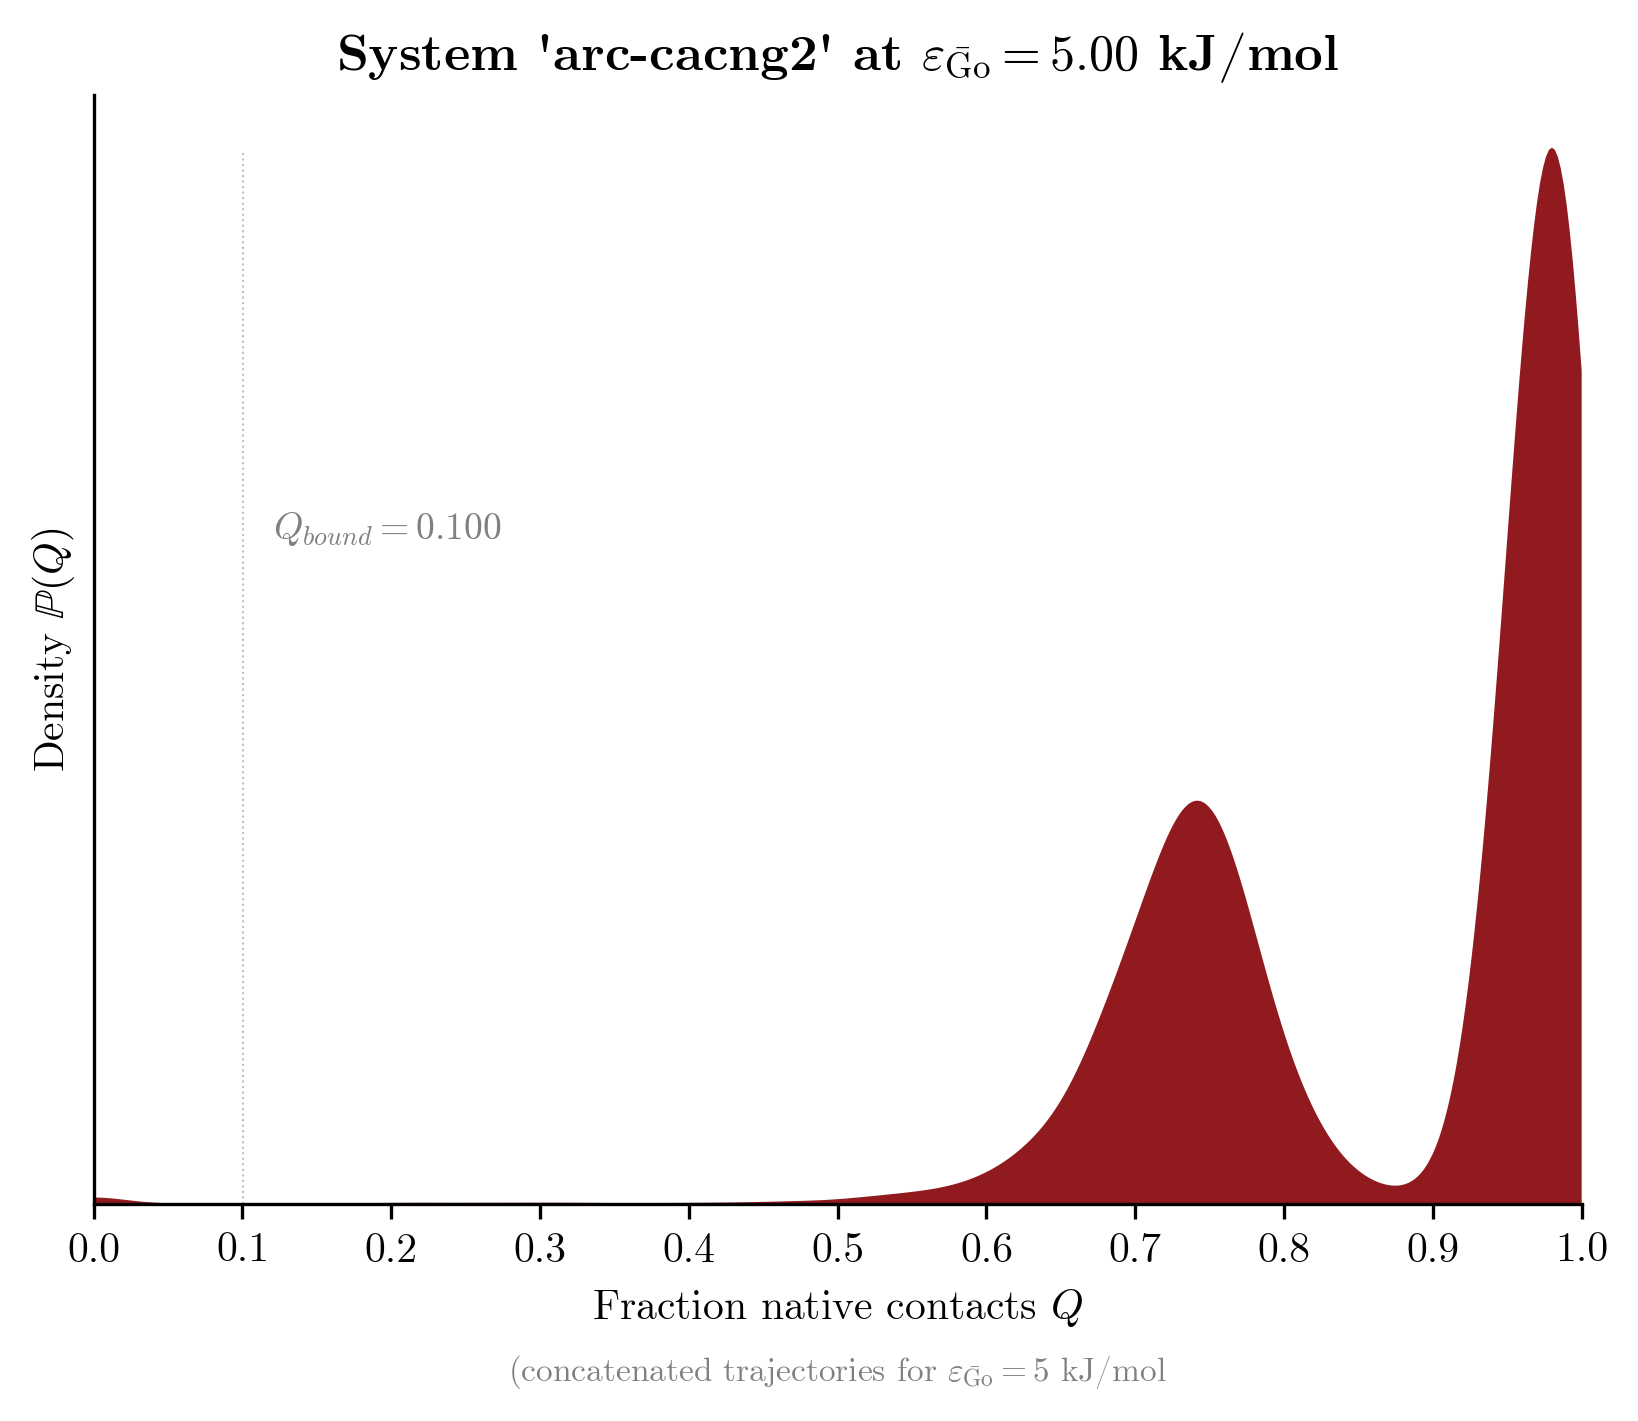 System 'arc-cacng2' at ε_Ḡo = 5.00 kJ/mol
Density ℙ(Q)
Q_bound = 0.100
0.0 0.1 0.2 0.3 0.4 0.5 0.6 0.7 0.8 0.9 1.0
Fraction native contacts Q
(concatenated trajectories for ε_Ḡo = 5 kJ/mol